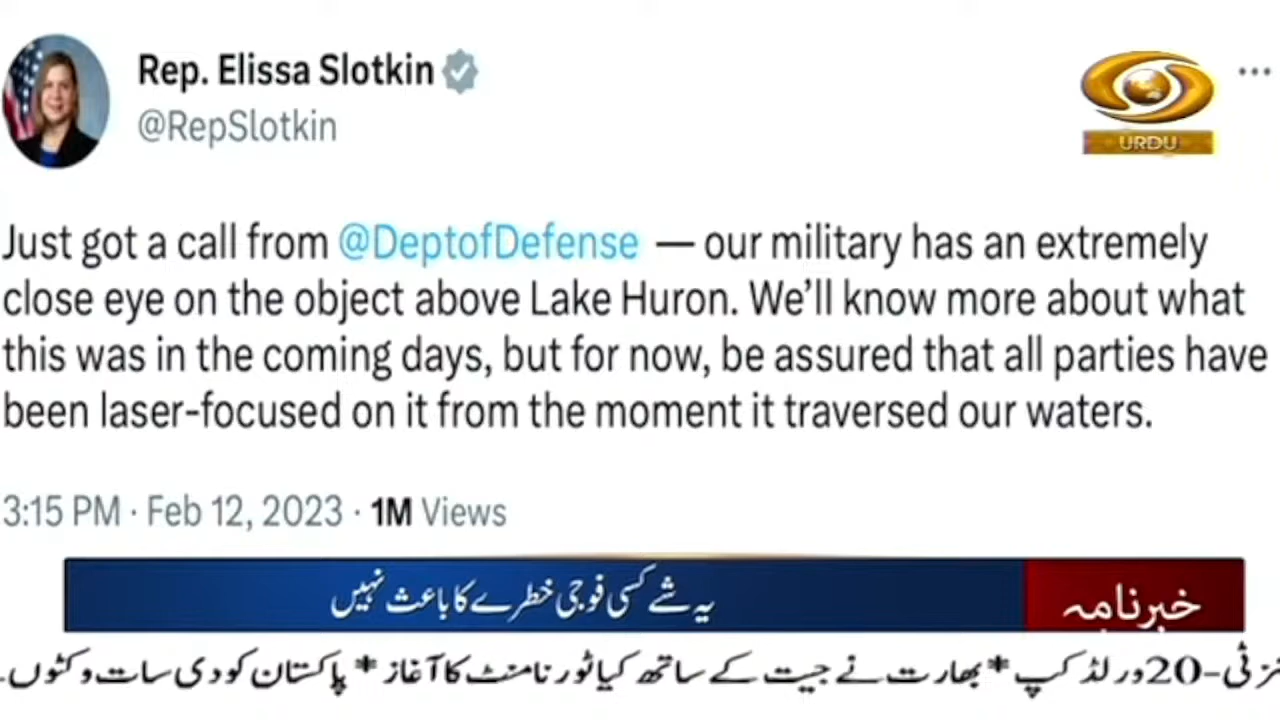 Rep. Elissa Slotkin
@RepSlotkin
URDU
Just got a call from @DeptofDefense — our military has an extremely
close eye on the object above Lake Huron. We’ll know more about what
this was in the coming days, but for now, be assured that all parties have
been laser-focused on it from the moment it traversed our waters.
3:15 PM · Feb 12, 2023 · 1M Views
یہ شے کسی فوجی خطرے کا باعث نہیں
خبرنامہ
ٹی-20 ورلڈ کپ * بھارت نے جیت کے ساتھ کیا ٹورنامنٹ کا آغاز * پاکستان کو دی سات وکٹوں